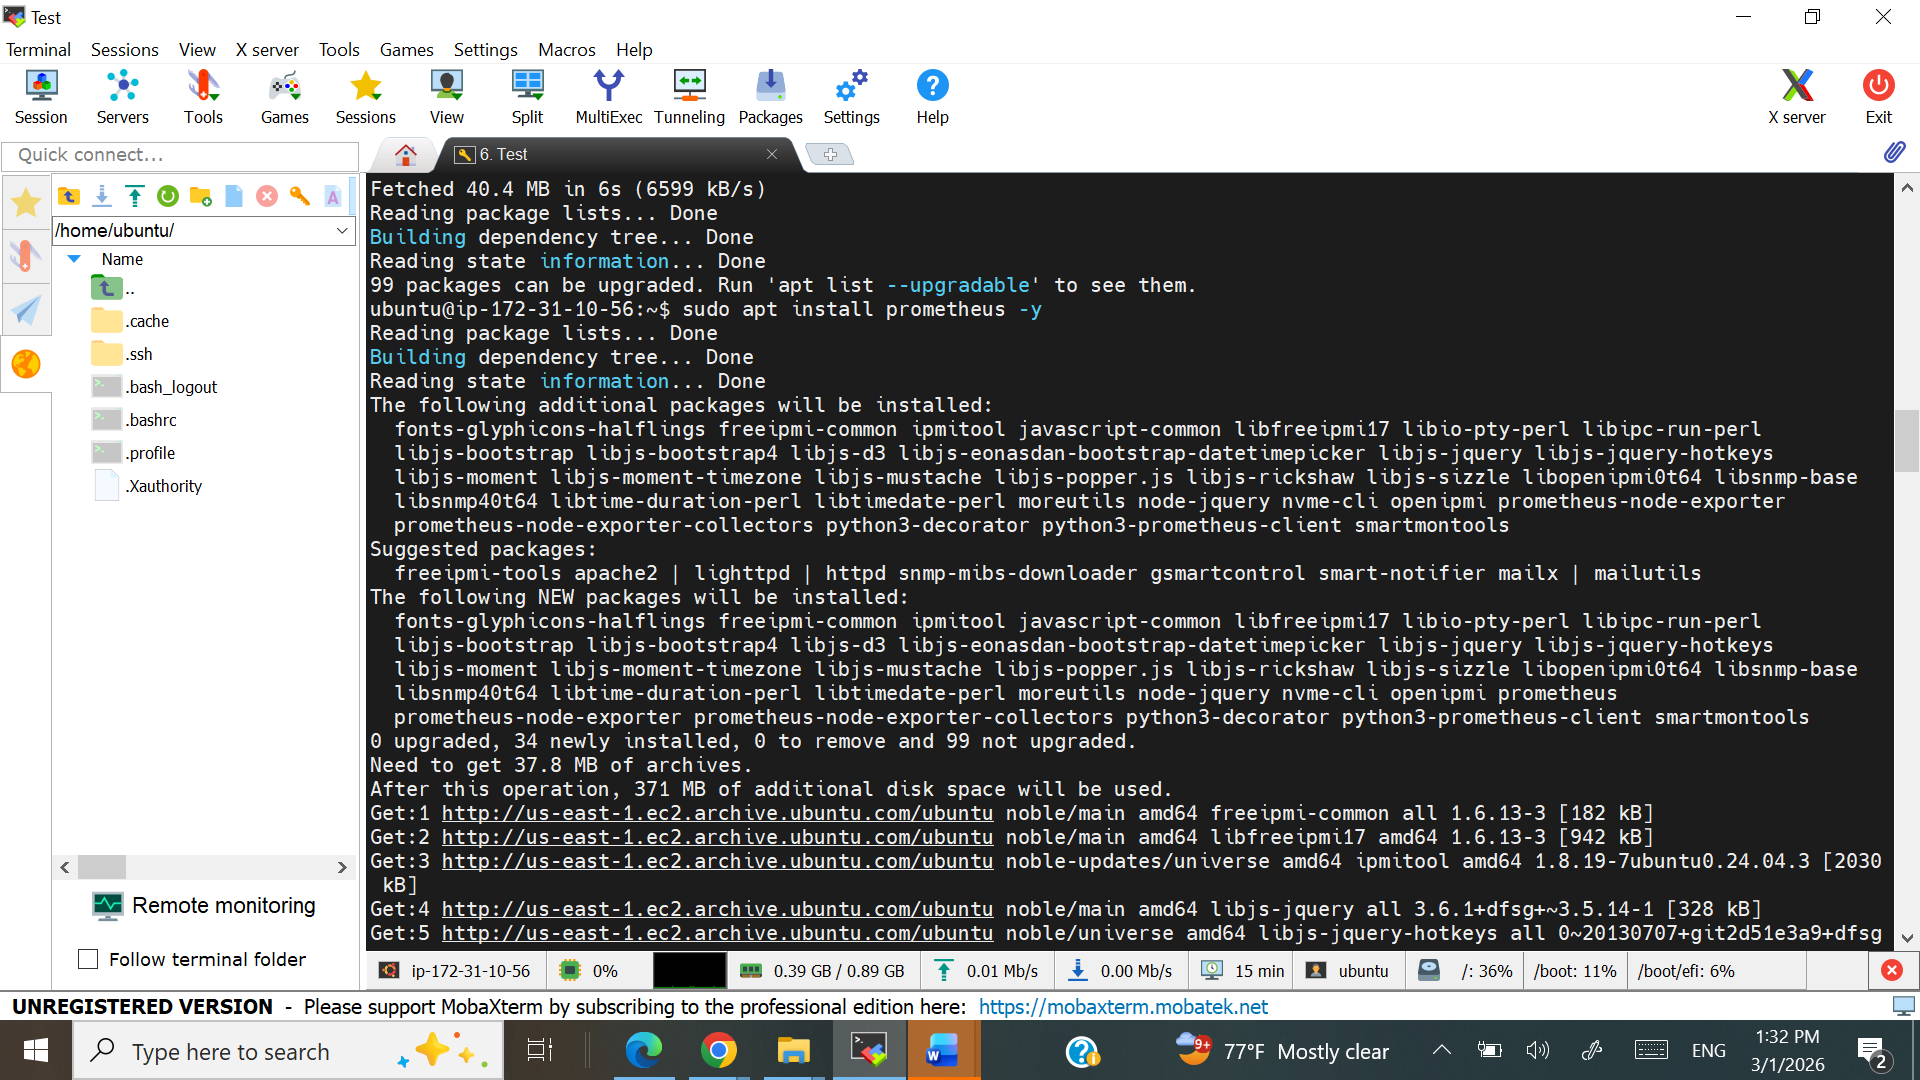 Test
Terminal Sessions View X server Tools Games Settings Macros Help
Session Servers Tools Games Sessions View Split MultiExec Tunneling Packages Settings Help X server Exit
Quick connect...
6. Test
/home/ubuntu/
Name
..
.cache
.ssh
.bash_logout
.bashrc
.profile
.Xauthority
Remote monitoring
Follow terminal folder
Fetched 40.4 MB in 6s (6599 kB/s)
Reading package lists... Done
Building dependency tree... Done
Reading state information... Done
99 packages can be upgraded. Run 'apt list --upgradable' to see them.
ubuntu@ip-172-31-10-56:~$ sudo apt install prometheus -y
Reading package lists... Done
Building dependency tree... Done
Reading state information... Done
The following additional packages will be installed:
fonts-glyphicons-halflings freeipmi-common ipmitool javascript-common libfreeipmi17 libio-pty-perl libipc-run-perl
libjs-bootstrap libjs-bootstrap4 libjs-d3 libjs-eonasdan-bootstrap-datetimepicker libjs-jquery libjs-jquery-hotkeys
libjs-moment libjs-moment-timezone libjs-mustache libjs-popper.js libjs-rickshaw libjs-sizzle libopenipmi0t64 libsnmp-base
libsnmp40t64 libtime-duration-perl libtimedate-perl moreutils node-jquery nvme-cli openipmi prometheus-node-exporter
prometheus-node-exporter-collectors python3-decorator python3-prometheus-client smartmontools
Suggested packages:
freeipmi-tools apache2 | lighttpd | httpd snmp-mibs-downloader gsmartcontrol smart-notifier mailx | mailutils
The following NEW packages will be installed:
fonts-glyphicons-halflings freeipmi-common ipmitool javascript-common libfreeipmi17 libio-pty-perl libipc-run-perl
libjs-bootstrap libjs-bootstrap4 libjs-d3 libjs-eonasdan-bootstrap-datetimepicker libjs-jquery libjs-jquery-hotkeys
libjs-moment libjs-moment-timezone libjs-mustache libjs-popper.js libjs-rickshaw libjs-sizzle libopenipmi0t64 libsnmp-base
libsnmp40t64 libtime-duration-perl libtimedate-perl moreutils node-jquery nvme-cli openipmi prometheus
prometheus-node-exporter prometheus-node-exporter-collectors python3-decorator python3-prometheus-client smartmontools
0 upgraded, 34 newly installed, 0 to remove and 99 not upgraded.
Need to get 37.8 MB of archives.
After this operation, 371 MB of additional disk space will be used.
Get:1 http://us-east-1.ec2.archive.ubuntu.com/ubuntu noble/main amd64 freeipmi-common all 1.6.13-3 [182 kB]
Get:2 http://us-east-1.ec2.archive.ubuntu.com/ubuntu noble/main amd64 libfreeipmi17 amd64 1.6.13-3 [942 kB]
Get:3 http://us-east-1.ec2.archive.ubuntu.com/ubuntu noble-updates/universe amd64 ipmitool amd64 1.8.19-7ubuntu0.24.04.3 [2030
kB]
Get:4 http://us-east-1.ec2.archive.ubuntu.com/ubuntu noble/main amd64 libjs-jquery all 3.6.1+dfsg+~3.5.14-1 [328 kB]
Get:5 http://us-east-1.ec2.archive.ubuntu.com/ubuntu noble/universe amd64 libjs-jquery-hotkeys all 0~20130707+git2d51e3a9+dfsg
ip-172-31-10-56 0% 0.39 GB / 0.89 GB 0.01 Mb/s 0.00 Mb/s 15 min ubuntu /: 36% /boot: 11% /boot/efi: 6%
UNREGISTERED VERSION - Please support MobaXterm by subscribing to the professional edition here: https://mobaxterm.mobatek.net
Type here to search
9+ 77°F Mostly clear ENG
1:32 PM
3/1/2026
2